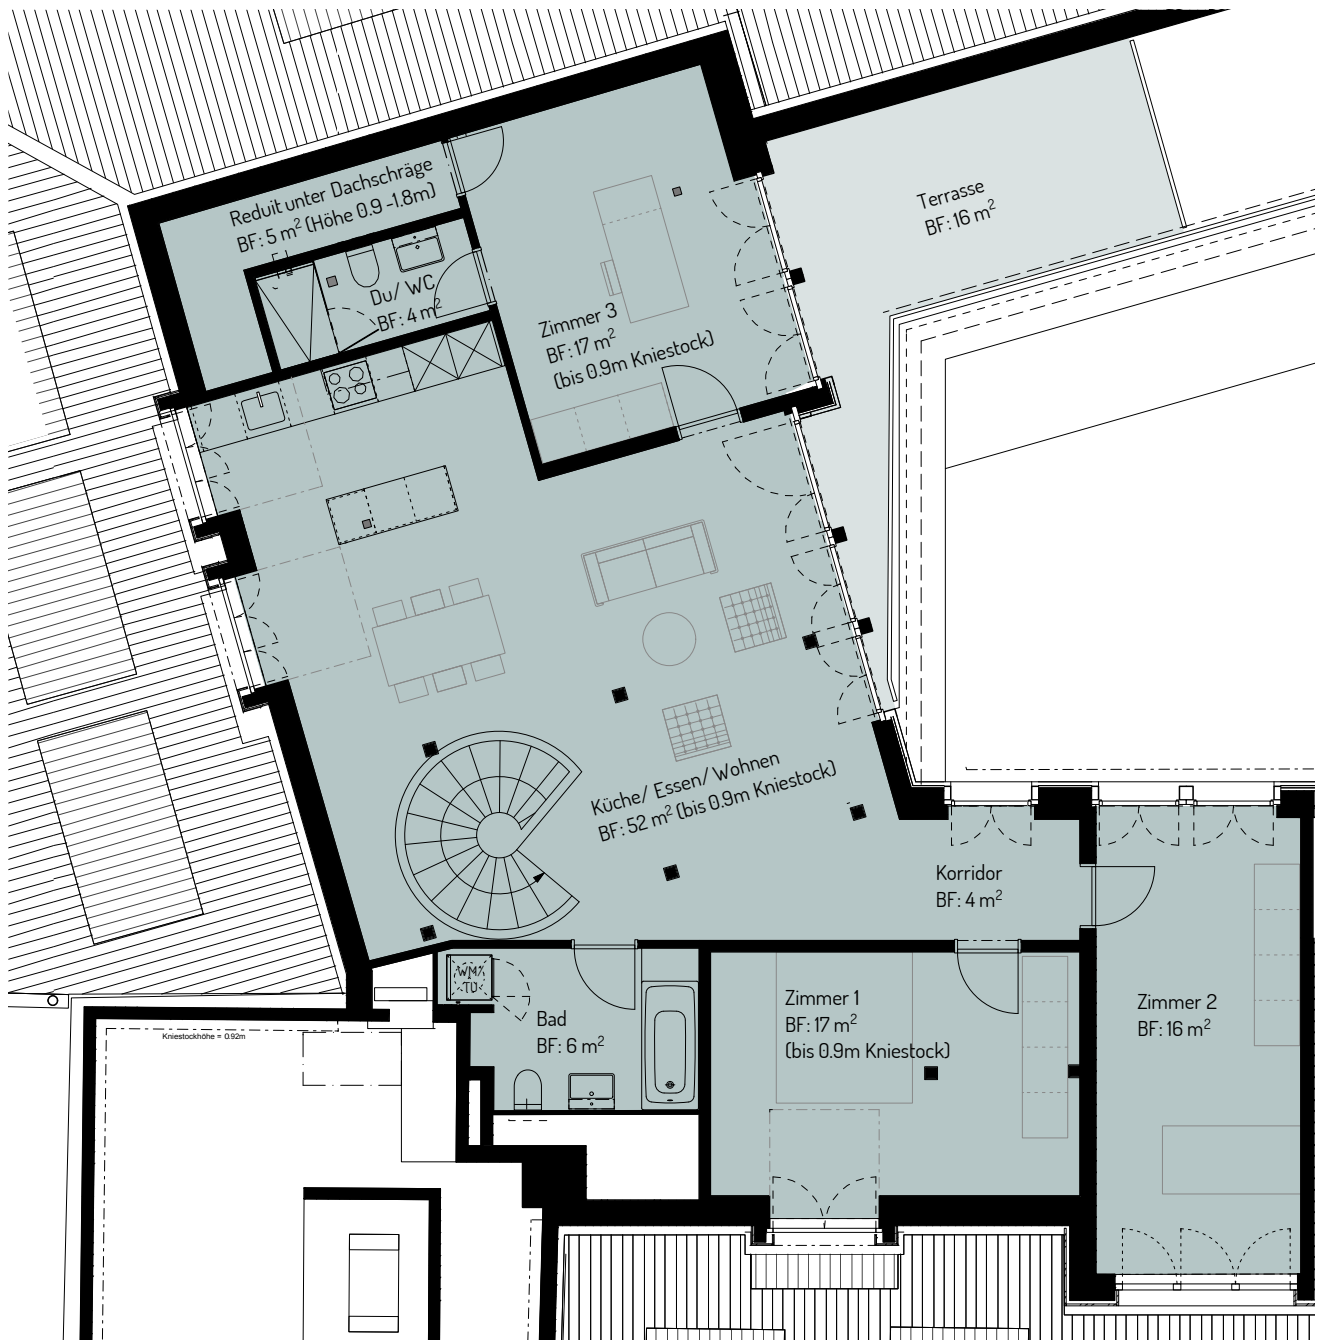 Reduit unter Dachschräge
BF: 5 m² (Höhe 0.9 -1.8m)
Du/ WC
BF: 4 m²
Terrasse
BF: 16 m²
Zimmer 3
BF: 17 m²
(bis 0.9m Kniestock)
Küche/ Essen/ Wohnen
BF: 52 m² (bis 0.9m Kniestock)
Korridor
BF: 4 m²
WM/
TU
Bad
BF: 6 m²
Zimmer 1
BF: 17 m²
(bis 0.9m Kniestock)
Zimmer 2
BF: 16 m²
Kniestockhöhe = 0.92m